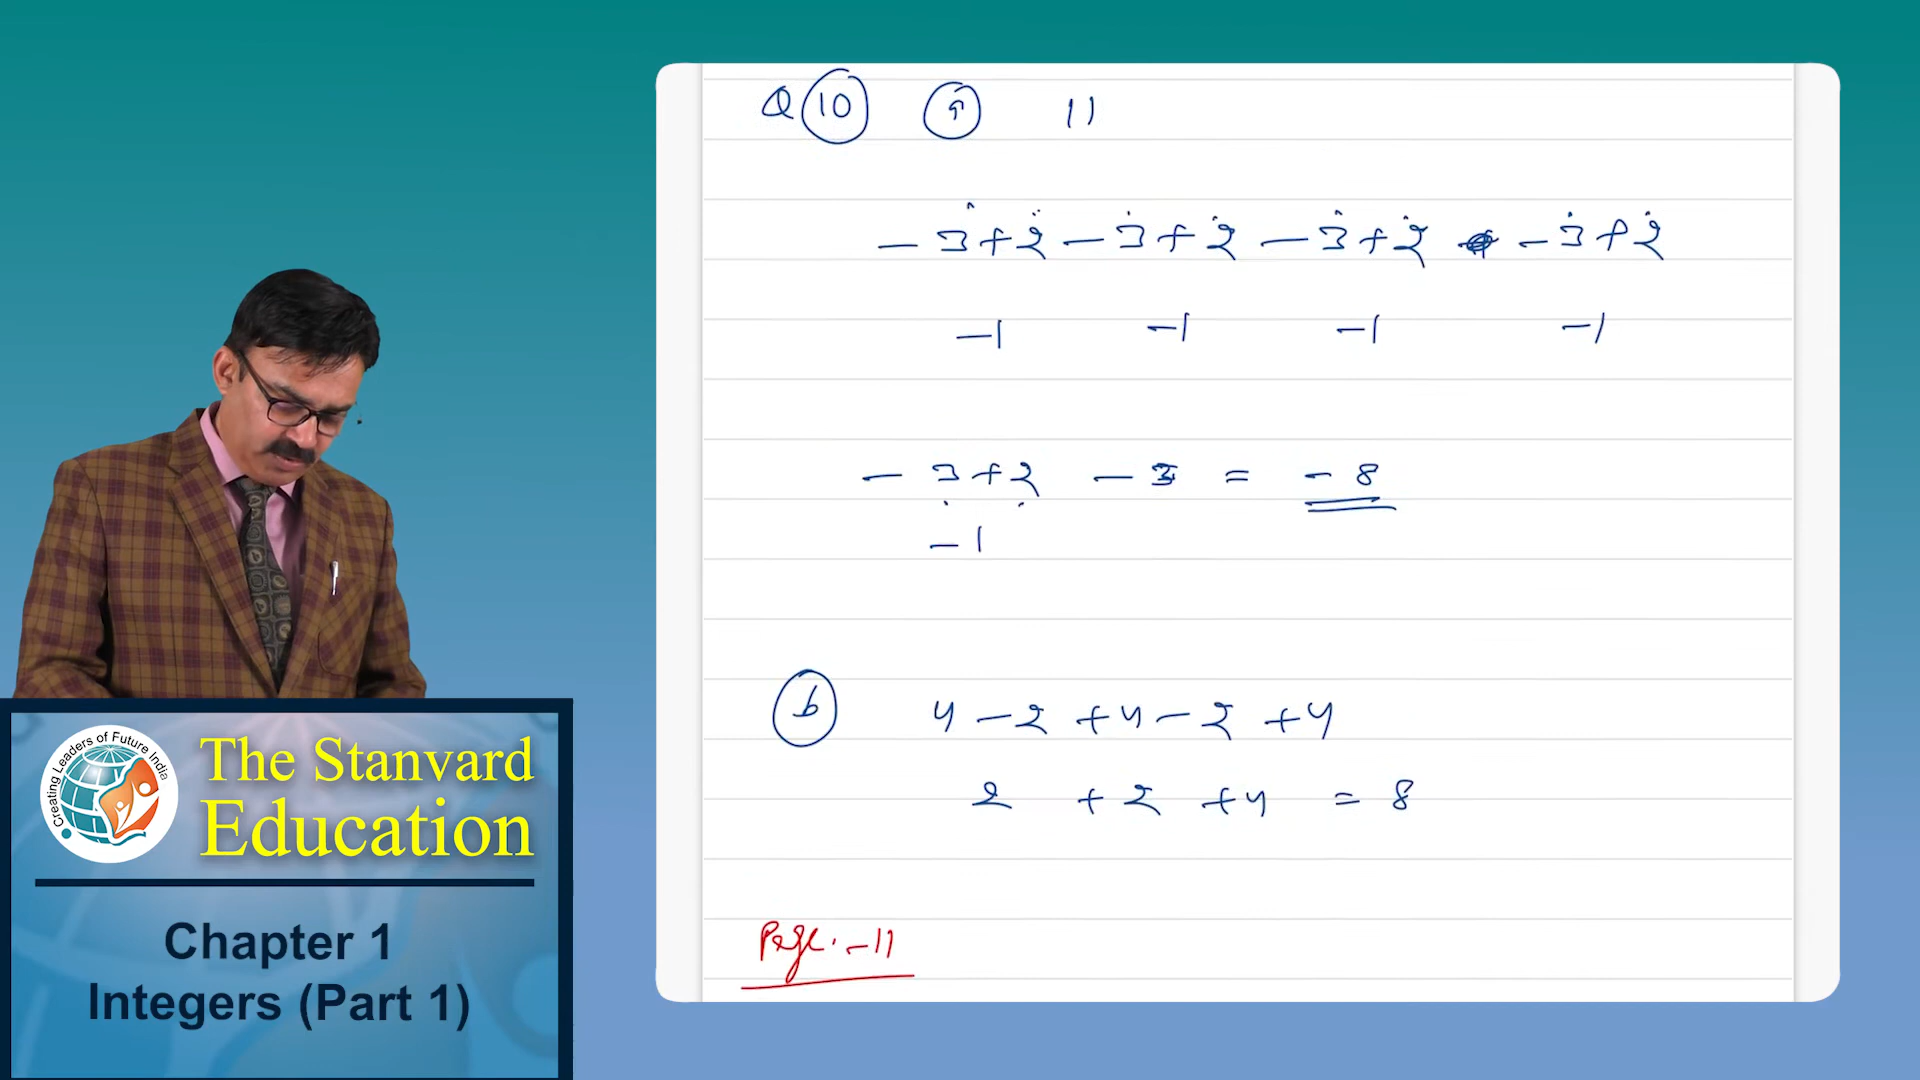 Q 10 a 11
- 3 + 2 - 3 + 2 - 3 + 2 - 3 + 2
-1 -1 -1 -1
- 3 + 2 - 3 = - 8
-1
b 4 - 2 + 4 - 2 + 4
2 + 2 + 4 = 8
Page. - 11
Creating Leaders of Future India
The Stanvard
Education
Chapter 1
Integers (Part 1)